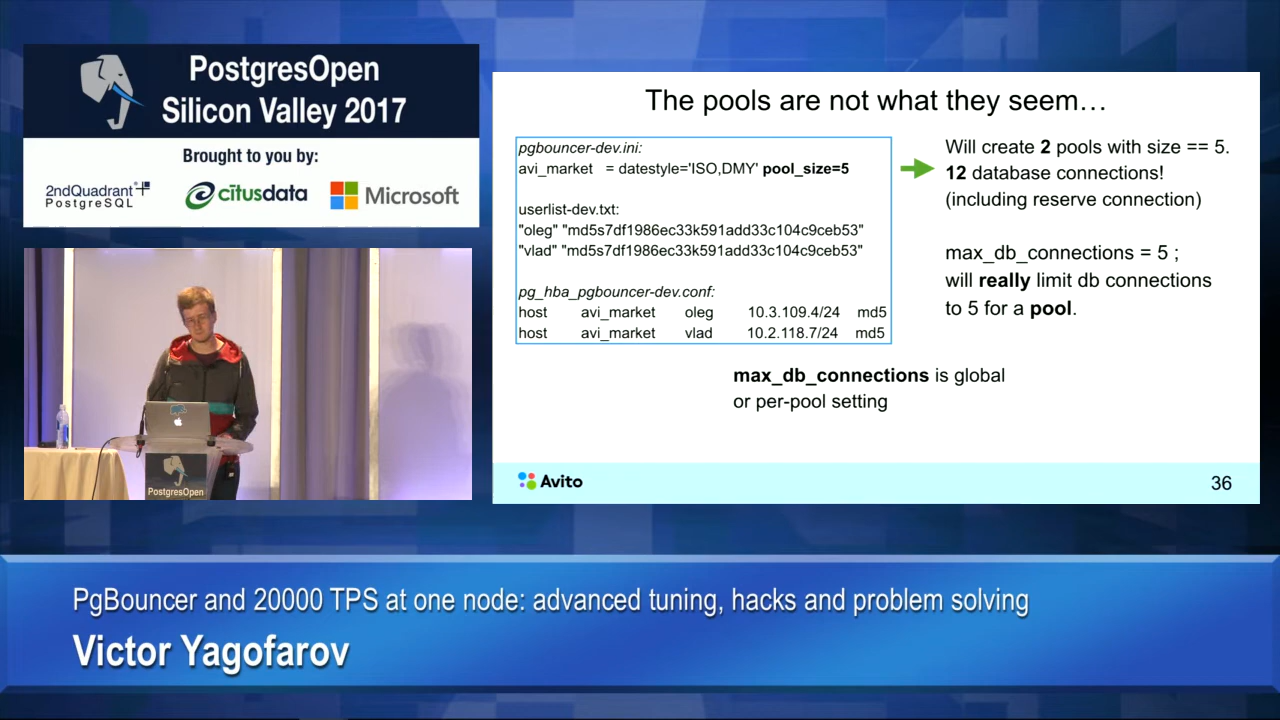 PostgresOpen
Silicon Valley 2017
Brought to you by:
2ndQuadrant
PostgreSQL
citusdata
Microsoft
PostgresOpen
The pools are not what they seem…
pgbouncer-dev.ini:
avi_market = datestyle='ISO,DMY' pool_size=5
userlist-dev.txt:
"oleg" "md5s7df1986ec33k591add33c104c9ceb53"
"vlad" "md5s7df1986ec33k591add33c104c9ceb53"
pg_hba_pgbouncer-dev.conf:
host avi_market oleg 10.3.109.4/24 md5
host avi_market vlad 10.2.118.7/24 md5
Will create 2 pools with size == 5.
12 database connections!
(including reserve connection)
max_db_connections = 5 ;
will really limit db connections
to 5 for a pool.
max_db_connections is global
or per-pool setting
Avito
36
PgBouncer and 20000 TPS at one node: advanced tuning, hacks and problem solving
Victor Yagofarov